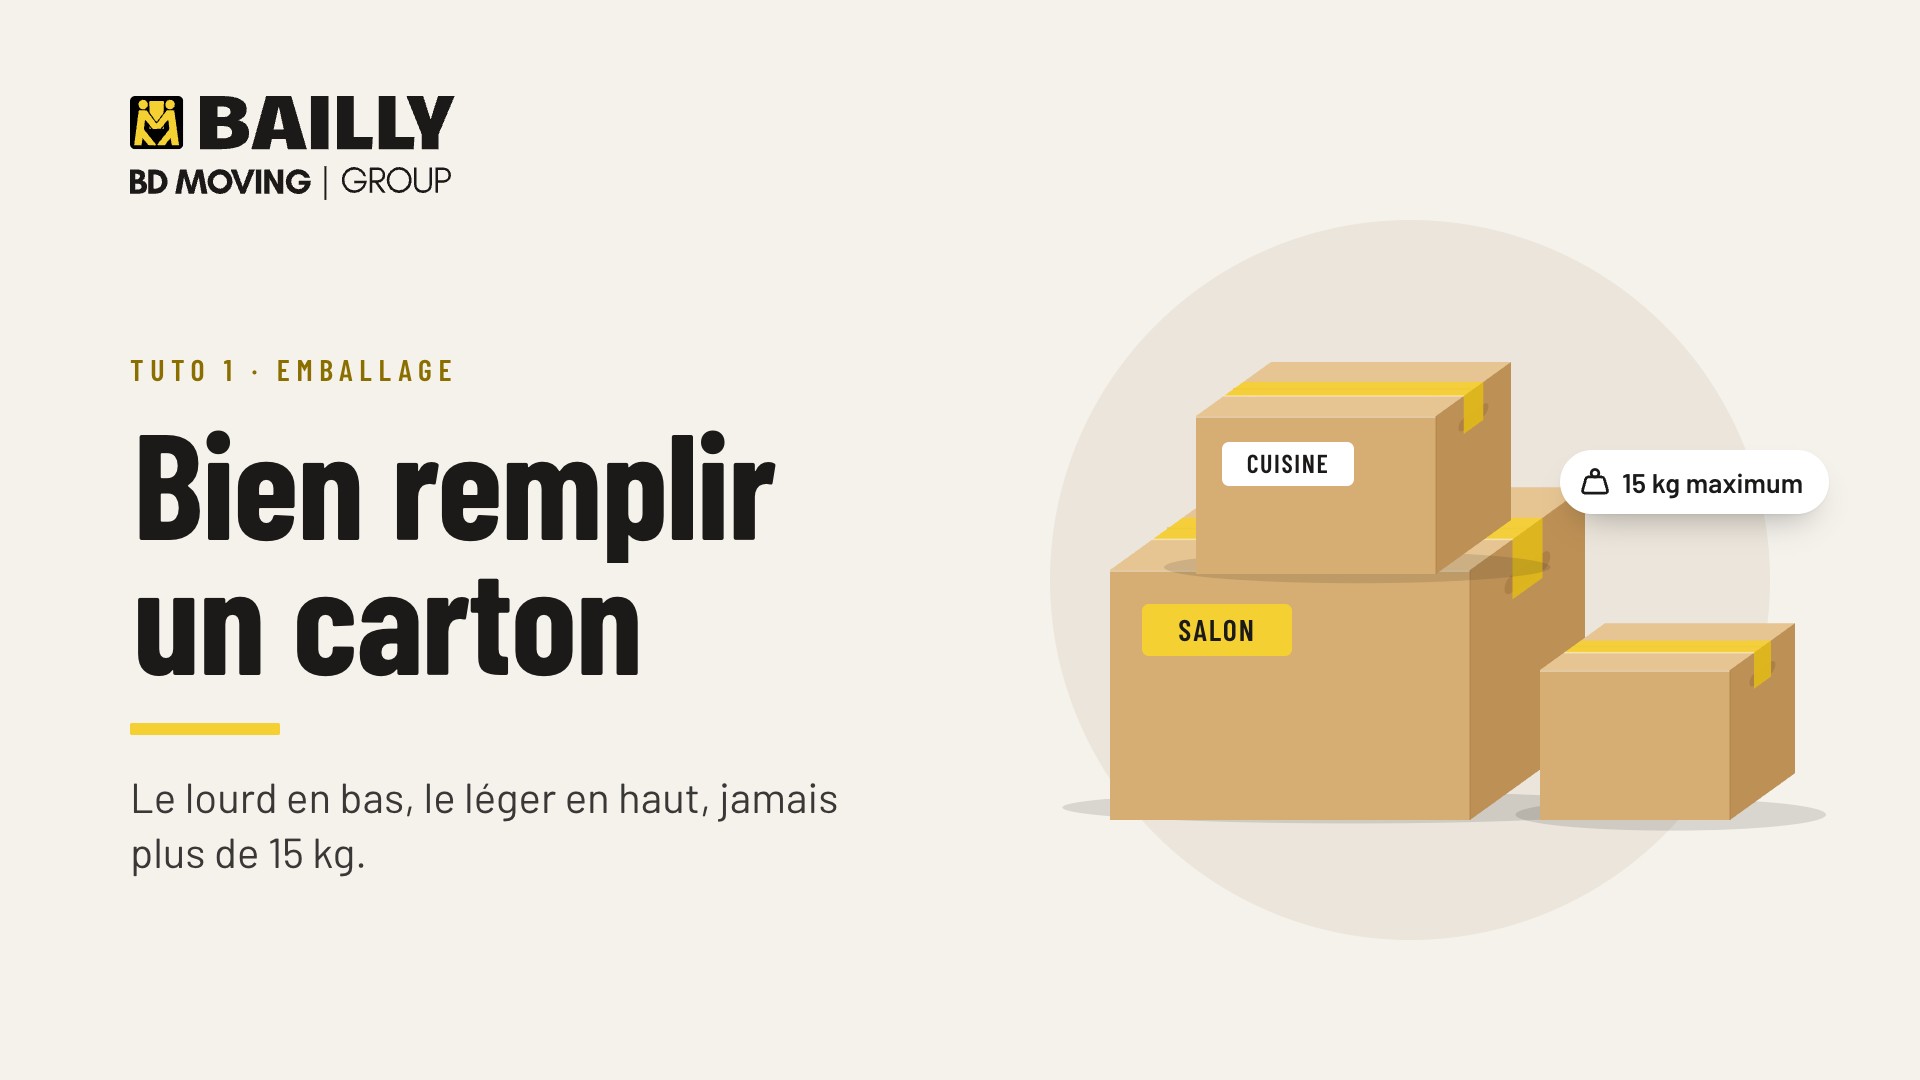 BAILLY
BD MOVING | GROUP
TUTO 1 · EMBALLAGE
Bien remplir
un carton
Le lourd en bas, le léger en haut, jamais
plus de 15 kg.
CUISINE
15 kg maximum
SALON